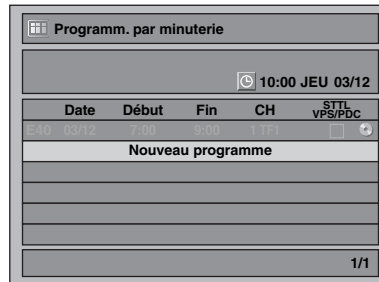 Programm. par minuterie
10:00 JEU 03/12
Date Début Fin CH STTL VPS/PDC
E40 03/12 7:00 9:00 1 TF1
Nouveau programme
1/1